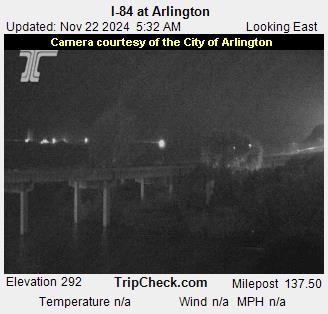 I-84 at Arlington
Updated: Nov 22 2024 5:32 AM Looking East
Camera courtesy of the City of Arlington
Elevation 292 TripCheck.com Milepost 137.50
Temperature n/a Wind n/a MPH n/a